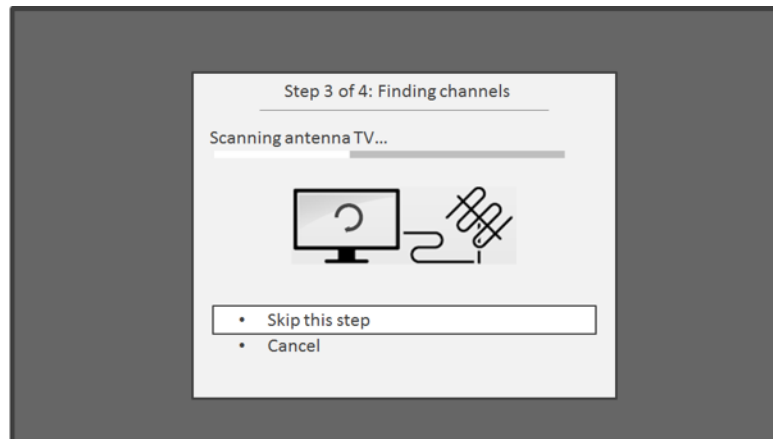 Step 3 of 4: Finding channels
Scanning antenna TV...
• Skip this step
• Cancel